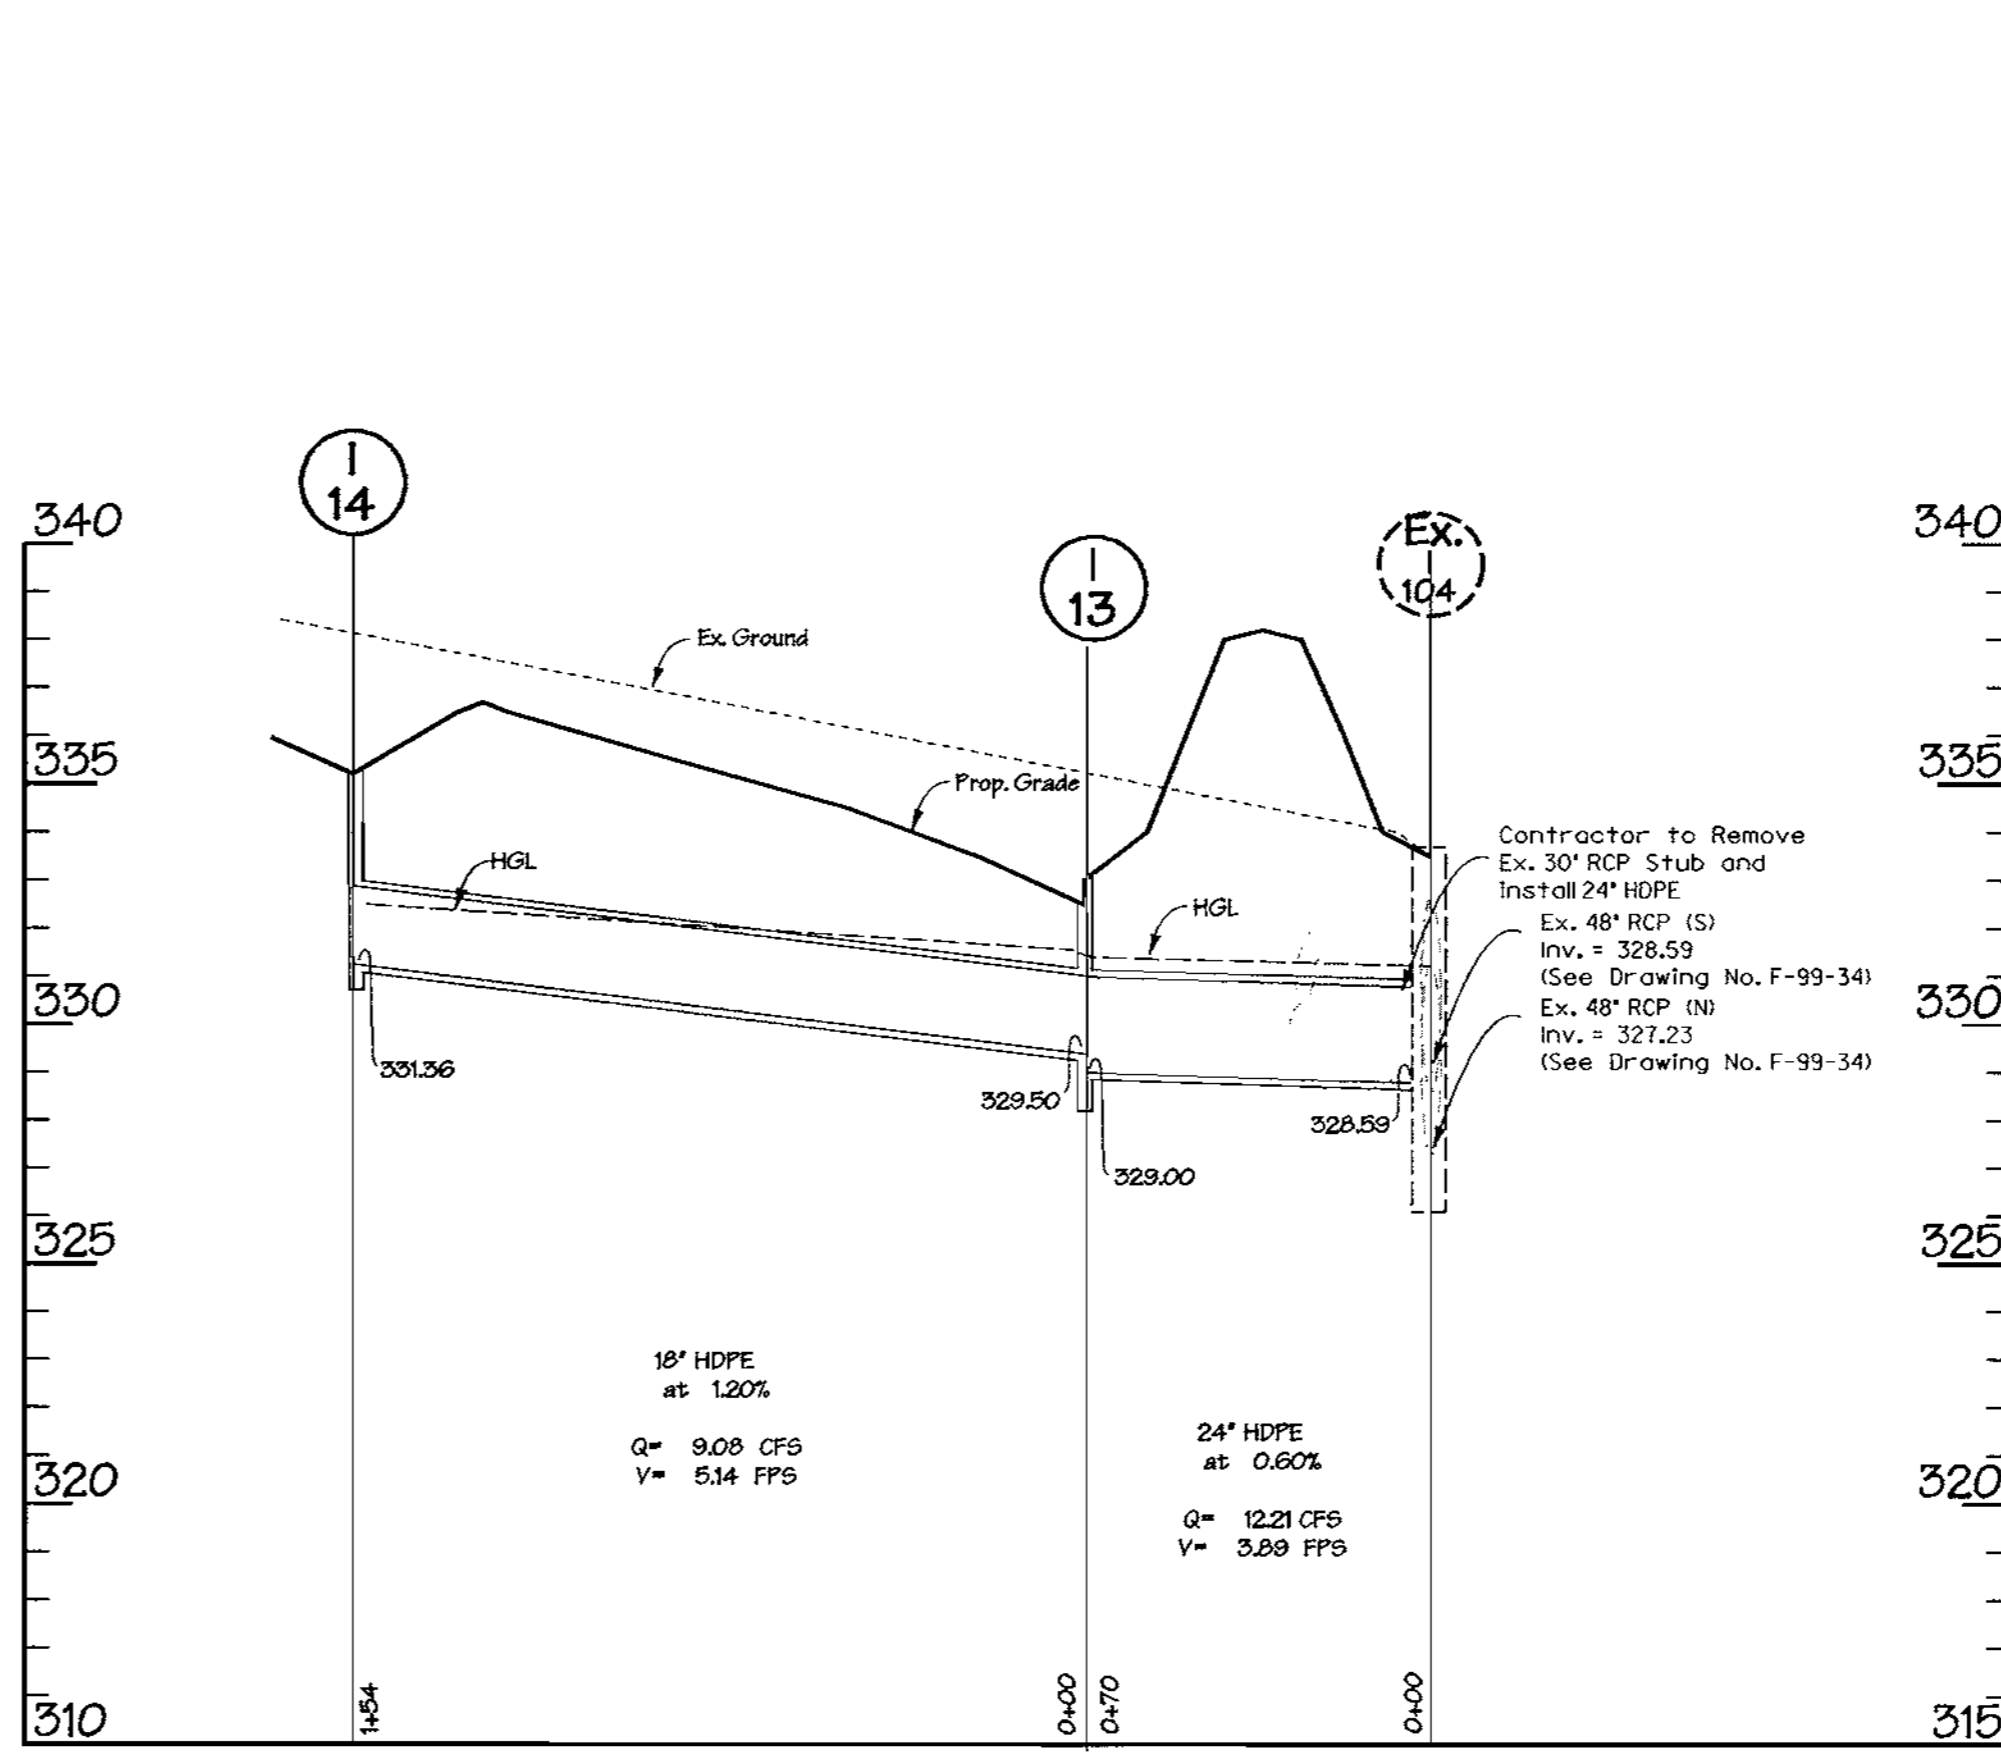 340
335
330
325
320
310
I
14
I
13
Ex.
I
104
Ex. Ground
Prop. Grade
HGL
HGL
331.36
329.50
329.00
328.59
Contractor to Remove
Ex. 30" RCP Stub and
Install 24" HDPE
Ex. 48" RCP (S)
Inv. = 328.59
(See Drawing No. F-99-34)
Ex. 48" RCP (N)
Inv. = 327.23
(See Drawing No. F-99-34)
18" HDPE
at 1.20%
Q= 9.08 CFS
V= 5.14 FPS
24" HDPE
at 0.60%
Q= 12.21 CFS
V= 3.89 FPS
1+54
0+00
0+70
0+00
340
335
330
325
320
315